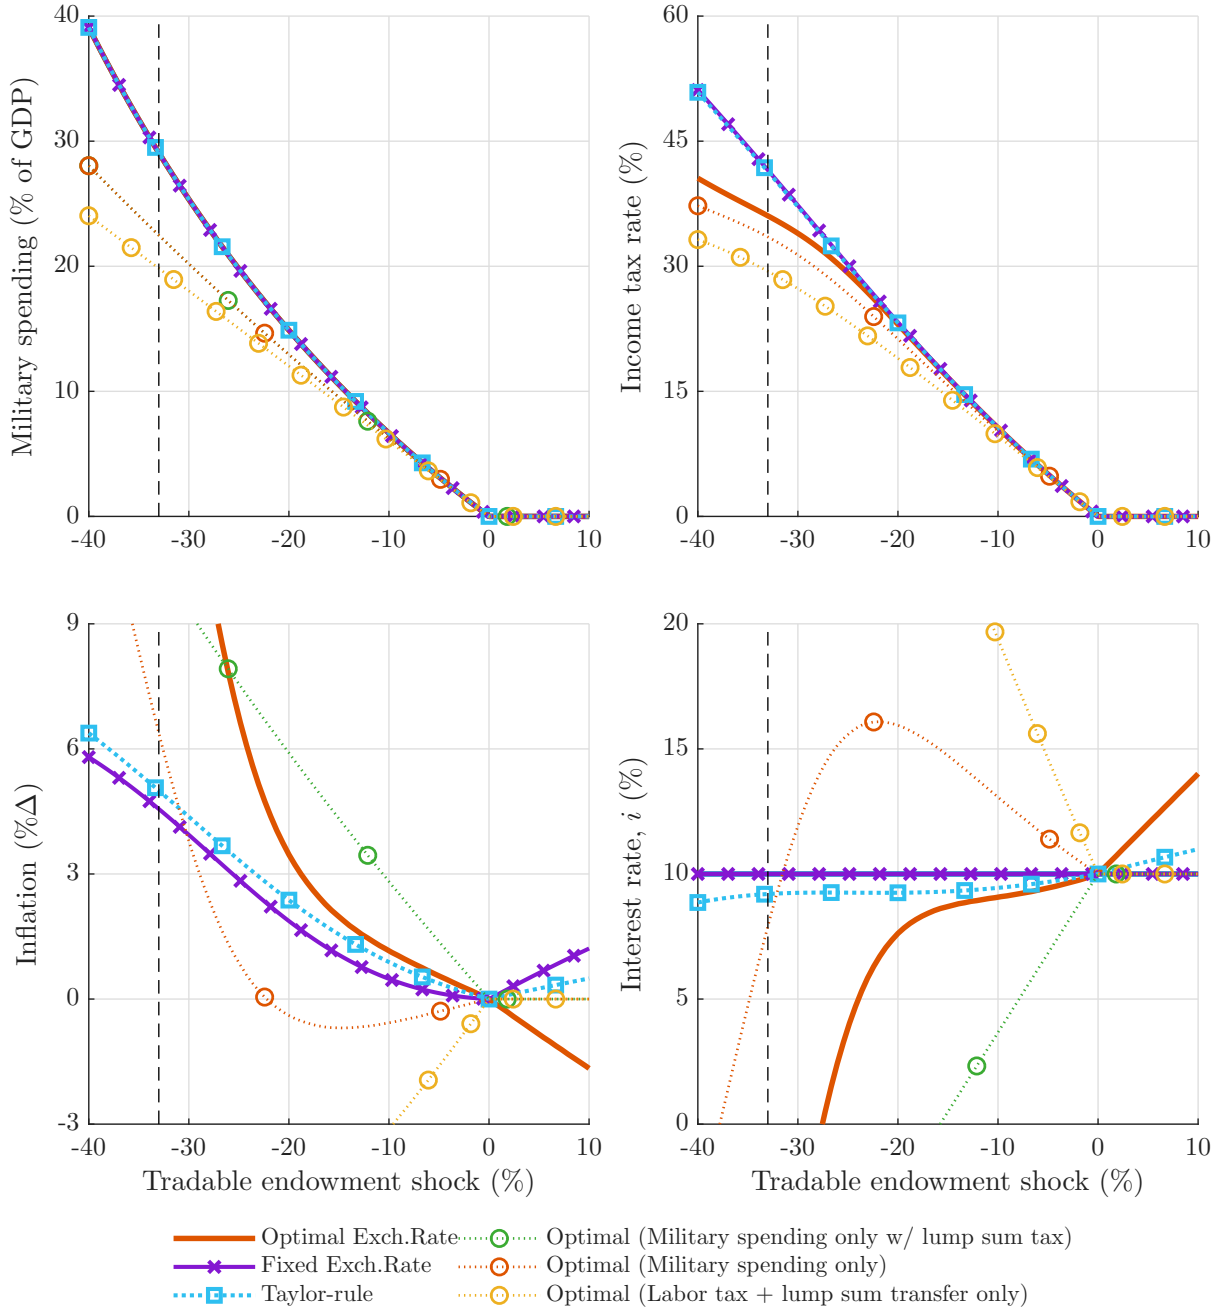 Military spending (% of GDP)
40
30
20
10
0
-40 -30 -20 -10 0 10
Income tax rate (%)
60
45
30
15
0
-40 -30 -20 -10 0 10
Inflation (%Δ)
9
6
3
0
-3
-40 -30 -20 -10 0 10
Tradable endowment shock (%)
Interest rate, i (%)
20
15
10
5
0
-40 -30 -20 -10 0 10
Tradable endowment shock (%)
Optimal Exch.Rate
Fixed Exch.Rate
Taylor-rule
Optimal (Military spending only w/ lump sum tax)
Optimal (Military spending only)
Optimal (Labor tax + lump sum transfer only)